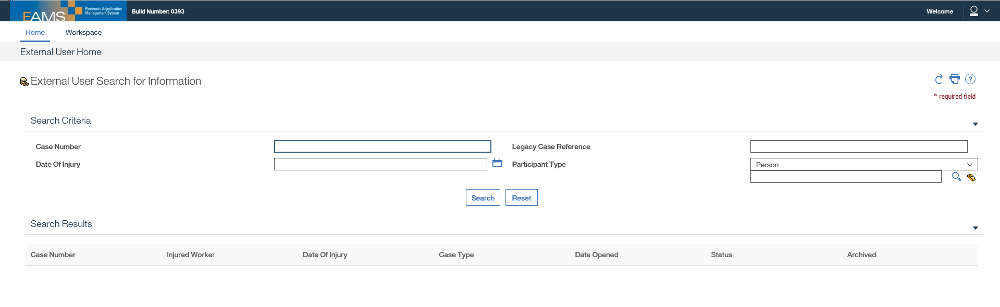 EAMS Electronic Adjudication
Management System
Build Number: 0393
Welcome
Home Workspace
External User Home
External User Search for Information
?
* required field
Search Criteria
Case Number Legacy Case Reference
Date Of Injury Participant Type Person
Search Reset
Search Results
Case Number Injured Worker Date Of Injury Case Type Date Opened Status Archived